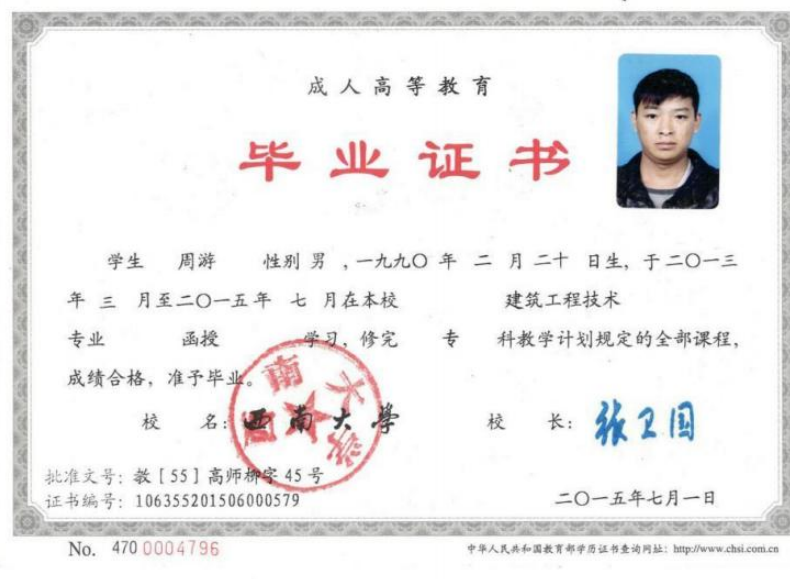 成人高等教育
毕业证书
学生 周游 性别 男 ,一九九〇 年 二 月 二十 日生, 于二〇一三
年 三 月至二〇一五年 七 月在本校 建筑工程技术
专业 函授 学习, 修完 专 科教学计划规定的全部课程,
成绩合格, 准予毕业。
校 名: 西南大学 校 长: 张卫国
批准文号: 教 [55] 高师柳字 45 号
证书编号: 106355201506000579 二〇一五年七月一日
No. 470 0004796 中华人民共和国教育部学历证书查询网址: http://www.chsi.com.cn